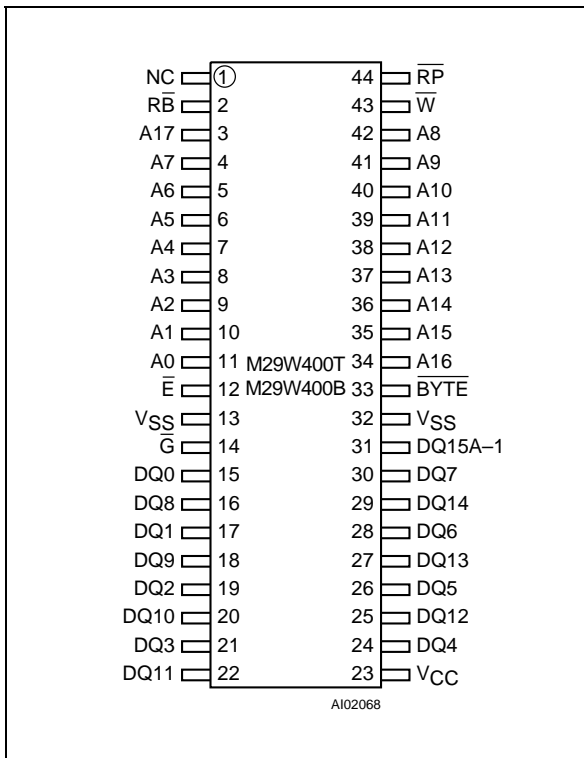 NC 1 44 R̅P̅
RB̅ 2 43 W̅
A17 3 42 A8
A7 4 41 A9
A6 5 40 A10
A5 6 39 A11
A4 7 38 A12
A3 8 37 A13
A2 9 36 A14
A1 10 35 A15
A0 11 M29W400T 34 A16
E̅ 12 M29W400B 33 B̅Y̅T̅E̅
VSS 13 32 VSS
G̅ 14 31 DQ15A–1
DQ0 15 30 DQ7
DQ8 16 29 DQ14
DQ1 17 28 DQ6
DQ9 18 27 DQ13
DQ2 19 26 DQ5
DQ10 20 25 DQ12
DQ3 21 24 DQ4
DQ11 22 23 VCC
AI02068